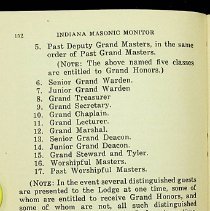 152 INDIANA MASONIC MONITOR
5. Past Deputy Grand Masters, in the same
order of Past Grand Masters.
(NOTE: The above named five classes
are entitled to Grand Honors.)
6. Senior Grand Warden.
7. Junior Grand Warden
8. Grand Treasurer
9. Grand Secretary.
10. Grand Chaplain.
11. Grand Lecturer.
12. Grand Marshal.
13. Senior Grand Deacon.
14. Junior Grand Deacon.
15. Grand Steward and Tyler.
16. Worshipful Masters.
17. Past Worshipful Masters.
(NOTE: In the event several distinguished guests
are presented to the Lodge at one time, some of
whom are entitled to receive Grand Honors, and
some of whom are not, all such distinguished